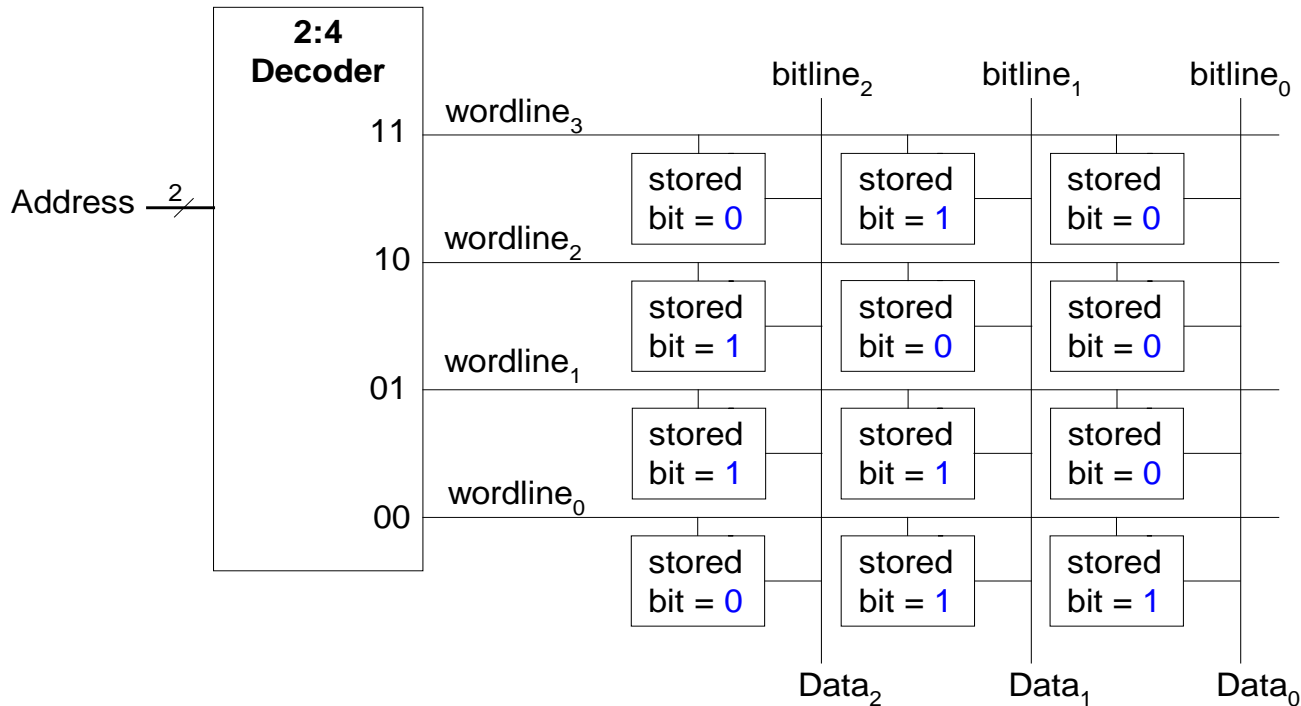 2:4
Decoder
bitline₂ bitline₁ bitline₀
wordline₃
11
stored stored stored
bit = 0 bit = 1 bit = 0
Address 2
wordline₂
10
stored stored stored
bit = 1 bit = 0 bit = 0
wordline₁
01
stored stored stored
bit = 1 bit = 1 bit = 0
wordline₀
00
stored stored stored
bit = 0 bit = 1 bit = 1
Data₂ Data₁ Data₀